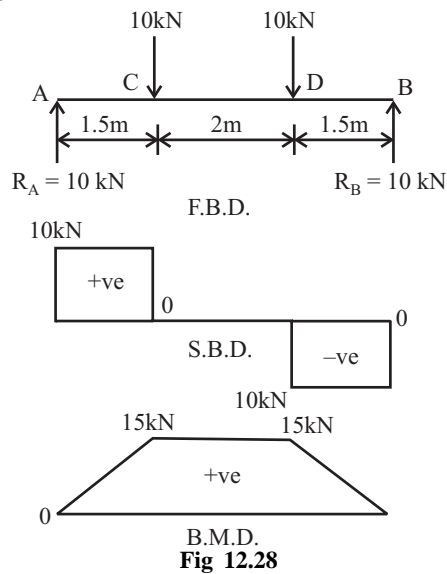 10kN 10kN
A C D B
1.5m 2m 1.5m
R_A = 10 kN R_B = 10 kN
F.B.D.
10kN
+ve
0 0
S.B.D.
–ve
10kN
15kN 15kN
+ve
0
B.M.D.
Fig 12.28